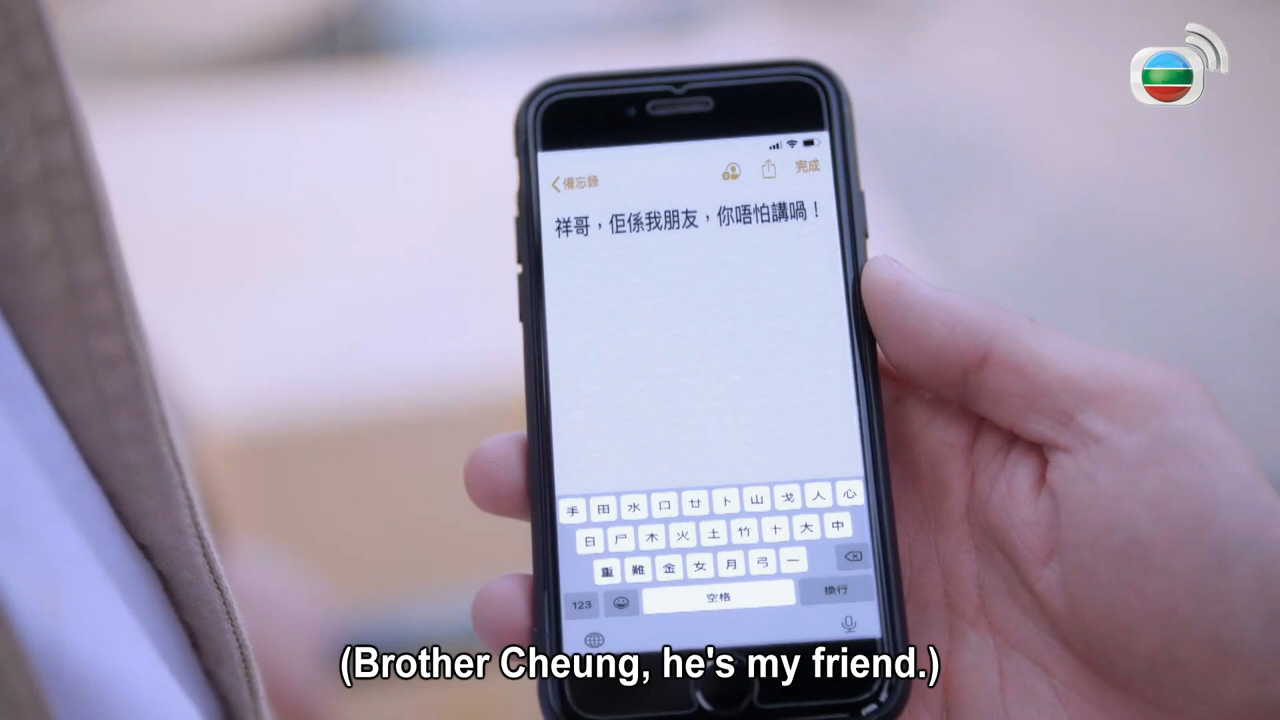 備忘錄 完成
祥哥，佢係我朋友，你唔怕講喎！
手 田 水 口 廿 卜 山 戈 人 心
日 尸 木 火 土 竹 十 大 中
重 難 金 女 月 弓 一
123 空格 換行
(Brother Cheung, he's my friend.)